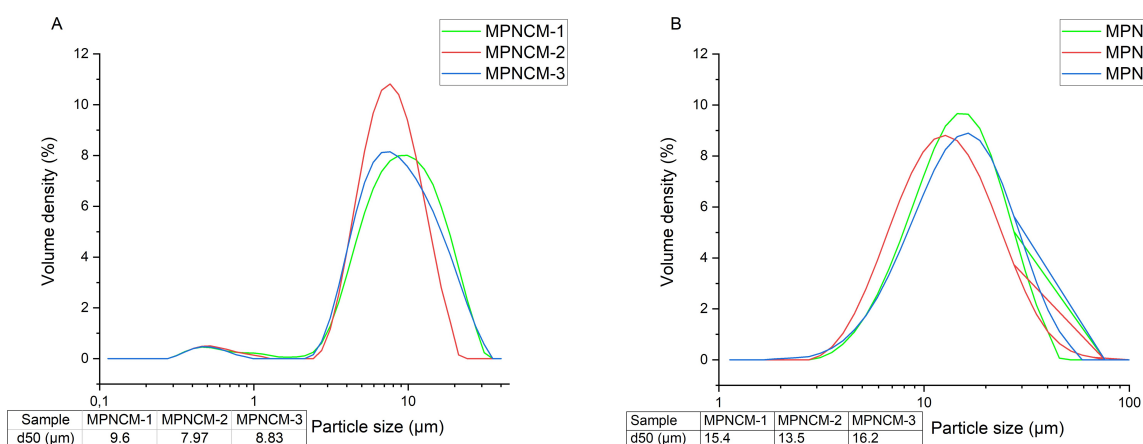 A
MPNCM-1
MPNCM-2
MPNCM-3
12
10
8
6
4
2
0
Volume density (%)
0,1
1
10
Particle size (µm)
Sample MPNCM-1 MPNCM-2 MPNCM-3
d50 (µm) 9.6 7.97 8.83
B
MPN
MPN
MPN
12
10
8
6
4
2
0
Volume density (%)
1
10
100
Particle size (µm)
Sample MPNCM-1 MPNCM-2 MPNCM-3
d50 (µm) 15.4 13.5 16.2